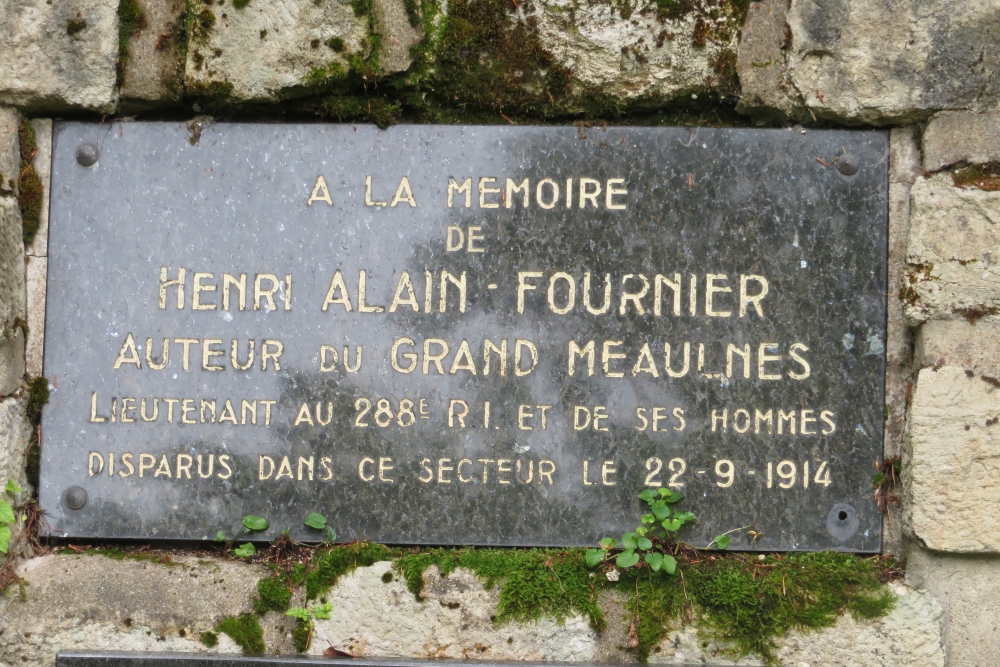 A LA MEMOIRE
DE
HENRI ALAIN - FOURNIER
AUTEUR DU GRAND MEAULNES
LIEUTENANT AU 288E R.I. ET DE SES HOMMES
DISPARUS DANS CE SECTEUR LE 22-9-1914